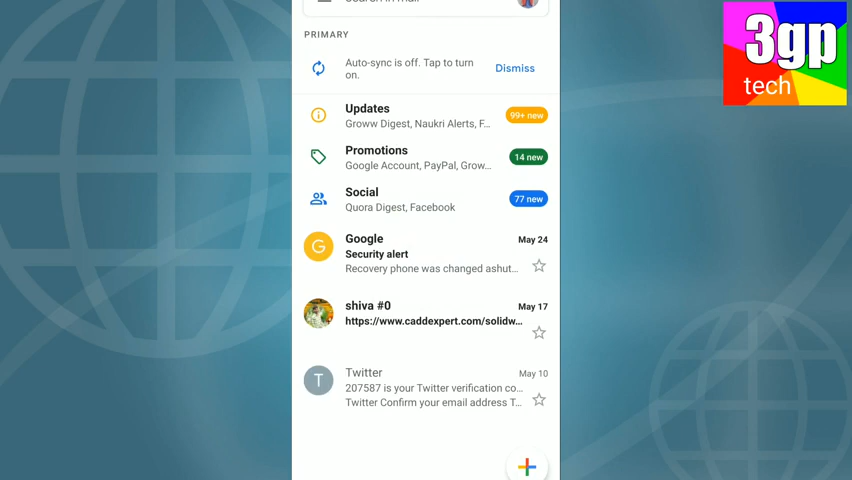 Search in mail
3gp
tech
PRIMARY
Auto-sync is off. Tap to turn
on.
Dismiss
Updates
Groww Digest, Naukri Alerts, F...
99+ new
Promotions
Google Account, PayPal, Grow...
14 new
Social
Quora Digest, Facebook
77 new
G
Google
May 24
Security alert
Recovery phone was changed ashut...
shiva #0
May 17
https://www.caddexpert.com/solidw...
T
Twitter
May 10
207587 is your Twitter verification co...
Twitter Confirm your email address T...